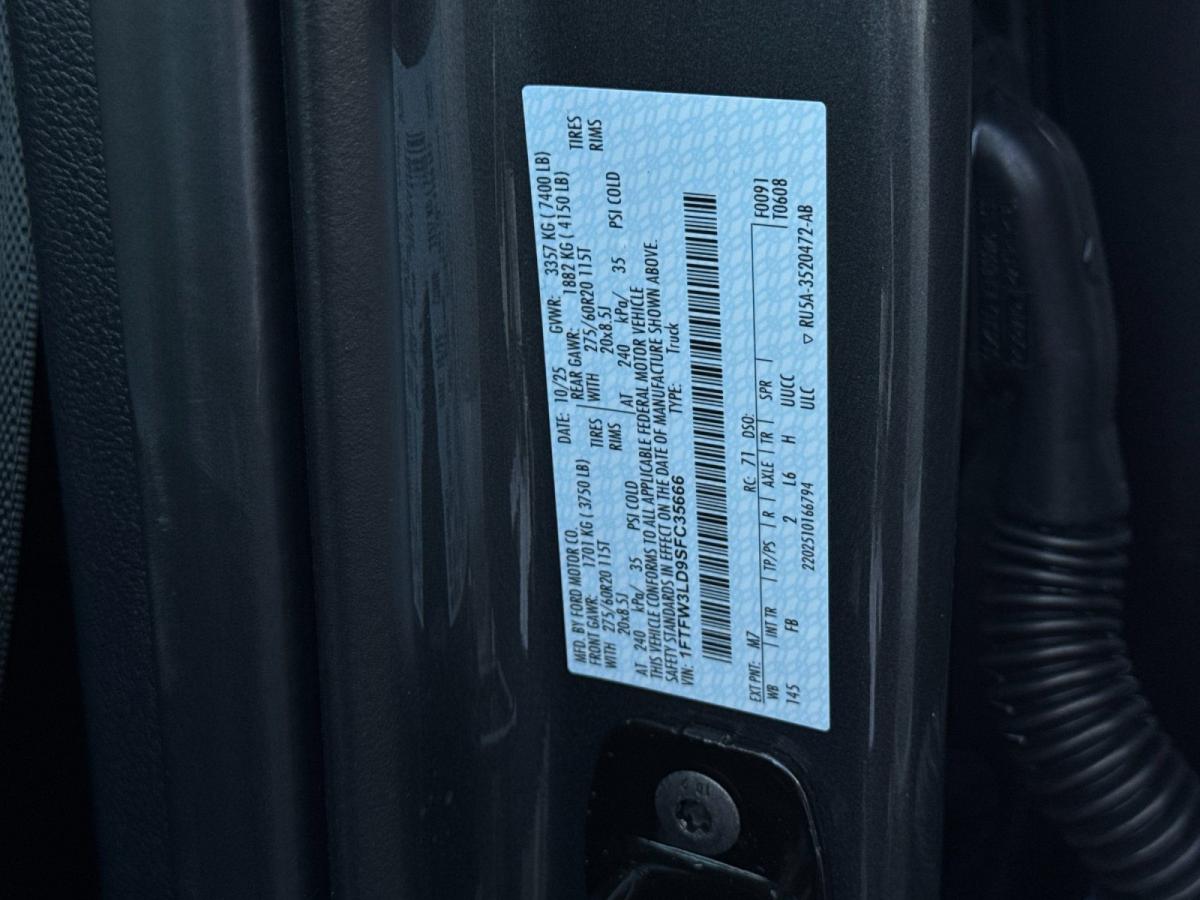 MFD. BY FORD MOTOR CO.
DATE: 10/25 GVWR: 3357 KG ( 7400 LB)
FRONT GAWR: 1701 KG ( 3750 LB) REAR GAWR: 1882 KG ( 4150 LB)
WITH 275/60R20 115T TIRES WITH 275/60R20 115T TIRES
20x8.5J RIMS 20x8.5J RIMS
AT 240 kPa/ 35 PSI COLD AT 240 kPa/ 35 PSI COLD
THIS VEHICLE CONFORMS TO ALL APPLICABLE FEDERAL MOTOR VEHICLE
SAFETY STANDARDS IN EFFECT ON THE DATE OF MANUFACTURE SHOWN ABOVE.
VIN: 1FTFW3LD9SFC35666 TYPE: Truck
F0091
T0608
EXT PNT: M7 RC: 71 DSO:
WB INT TR TP/PS R AXLE TR SPR
145 FB 2 L6 H UUCC
2202510166794 ULC ▽ RU5A-3520472-AB